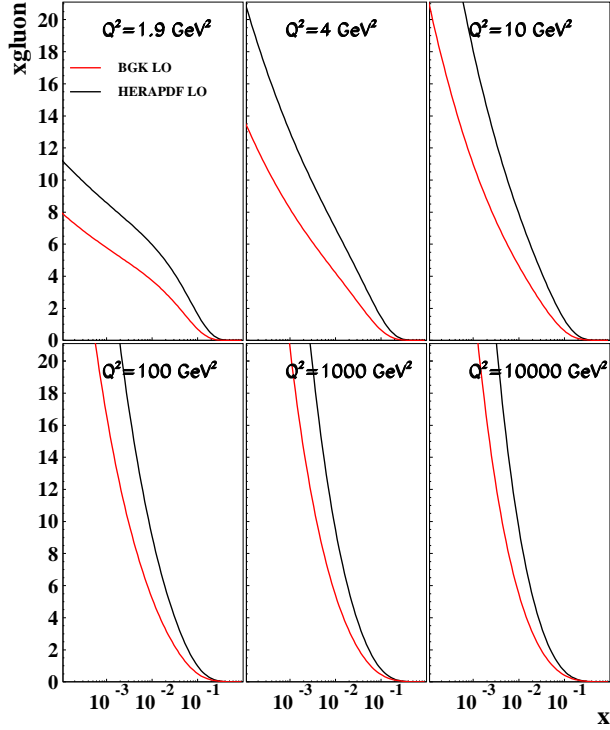 xgluon
Q²=1.9 GeV²
Q²=4 GeV²
Q²=10 GeV²
BGK LO
HERAPDF LO
20
18
16
14
12
10
8
6
4
2
0
Q²=100 GeV²
Q²=1000 GeV²
Q²=10000 GeV²
20
18
16
14
12
10
8
6
4
2
0
10⁻³ 10⁻² 10⁻¹ 10⁻³ 10⁻² 10⁻¹ 10⁻³ 10⁻² 10⁻¹
x